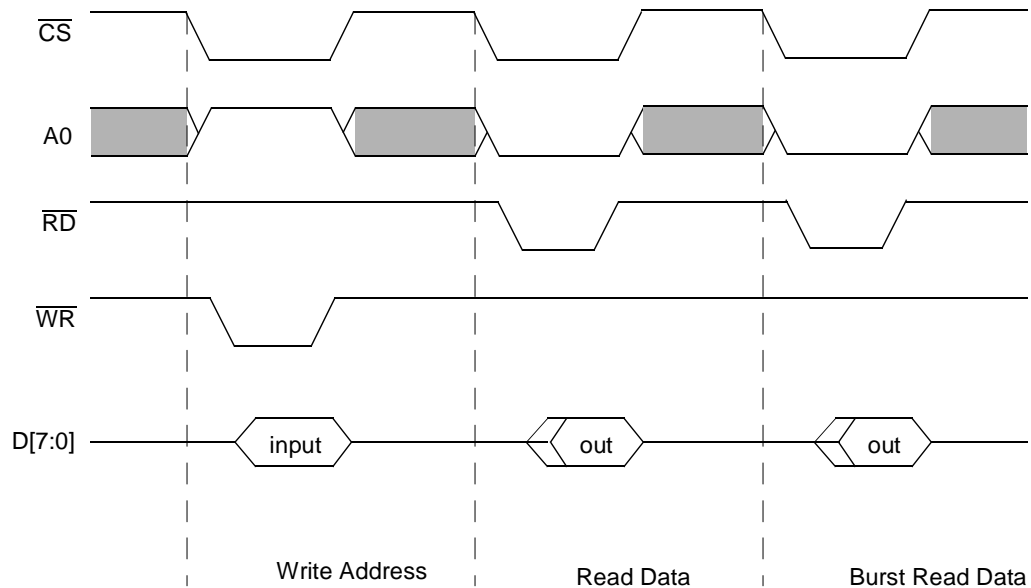 CS
A0
RD
WR
D[7:0] input out out
Write Address Read Data Burst Read Data